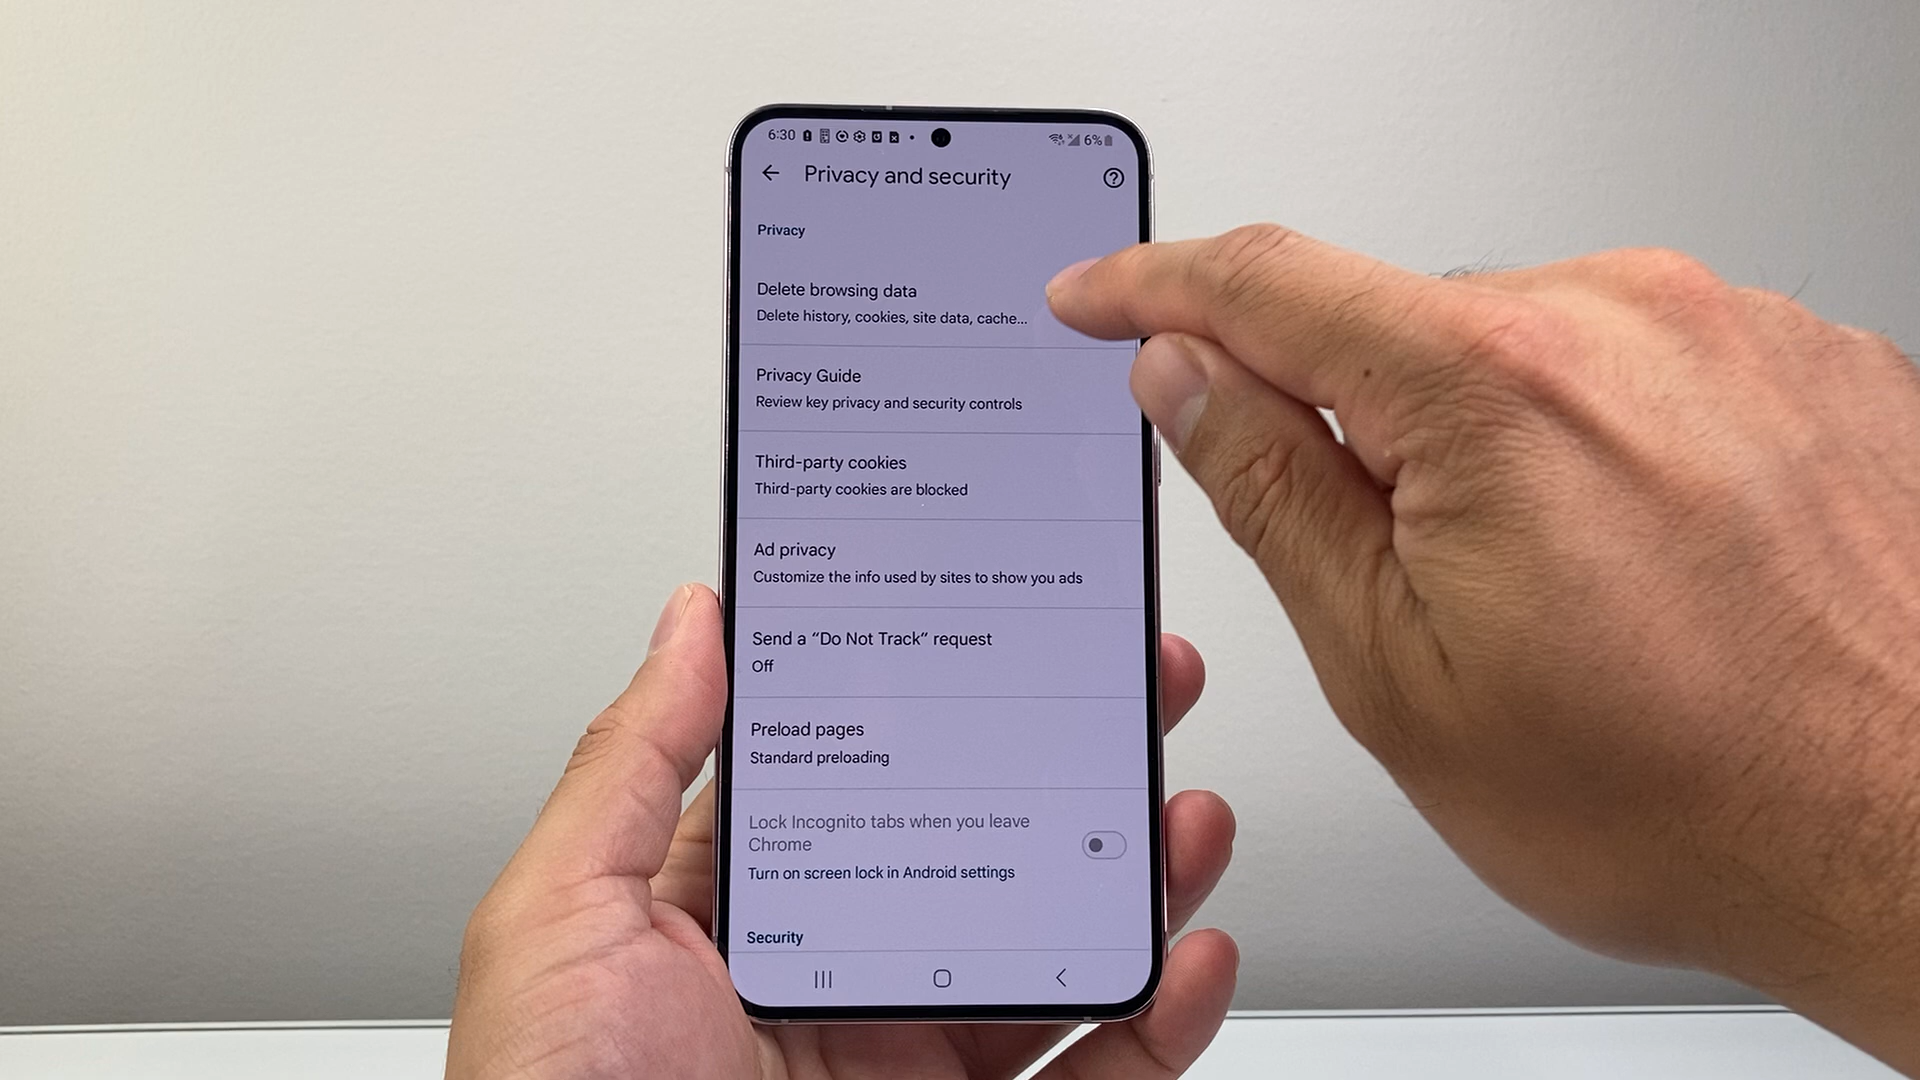 6:30 6%
Privacy and security
Privacy
Delete browsing data
Delete history, cookies, site data, cache...
Privacy Guide
Review key privacy and security controls
Third-party cookies
Third-party cookies are blocked
Ad privacy
Customize the info used by sites to show you ads
Send a “Do Not Track” request
Off
Preload pages
Standard preloading
Lock Incognito tabs when you leave
Chrome
Turn on screen lock in Android settings
Security